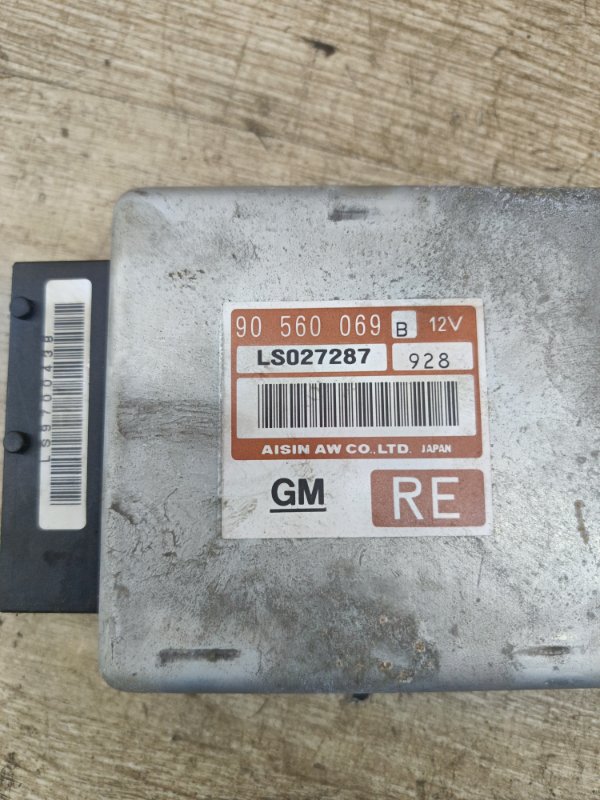 90 560 069 B 12V
LS027287 928
AISIN AW CO., LTD. JAPAN
GM RE
LS9700438